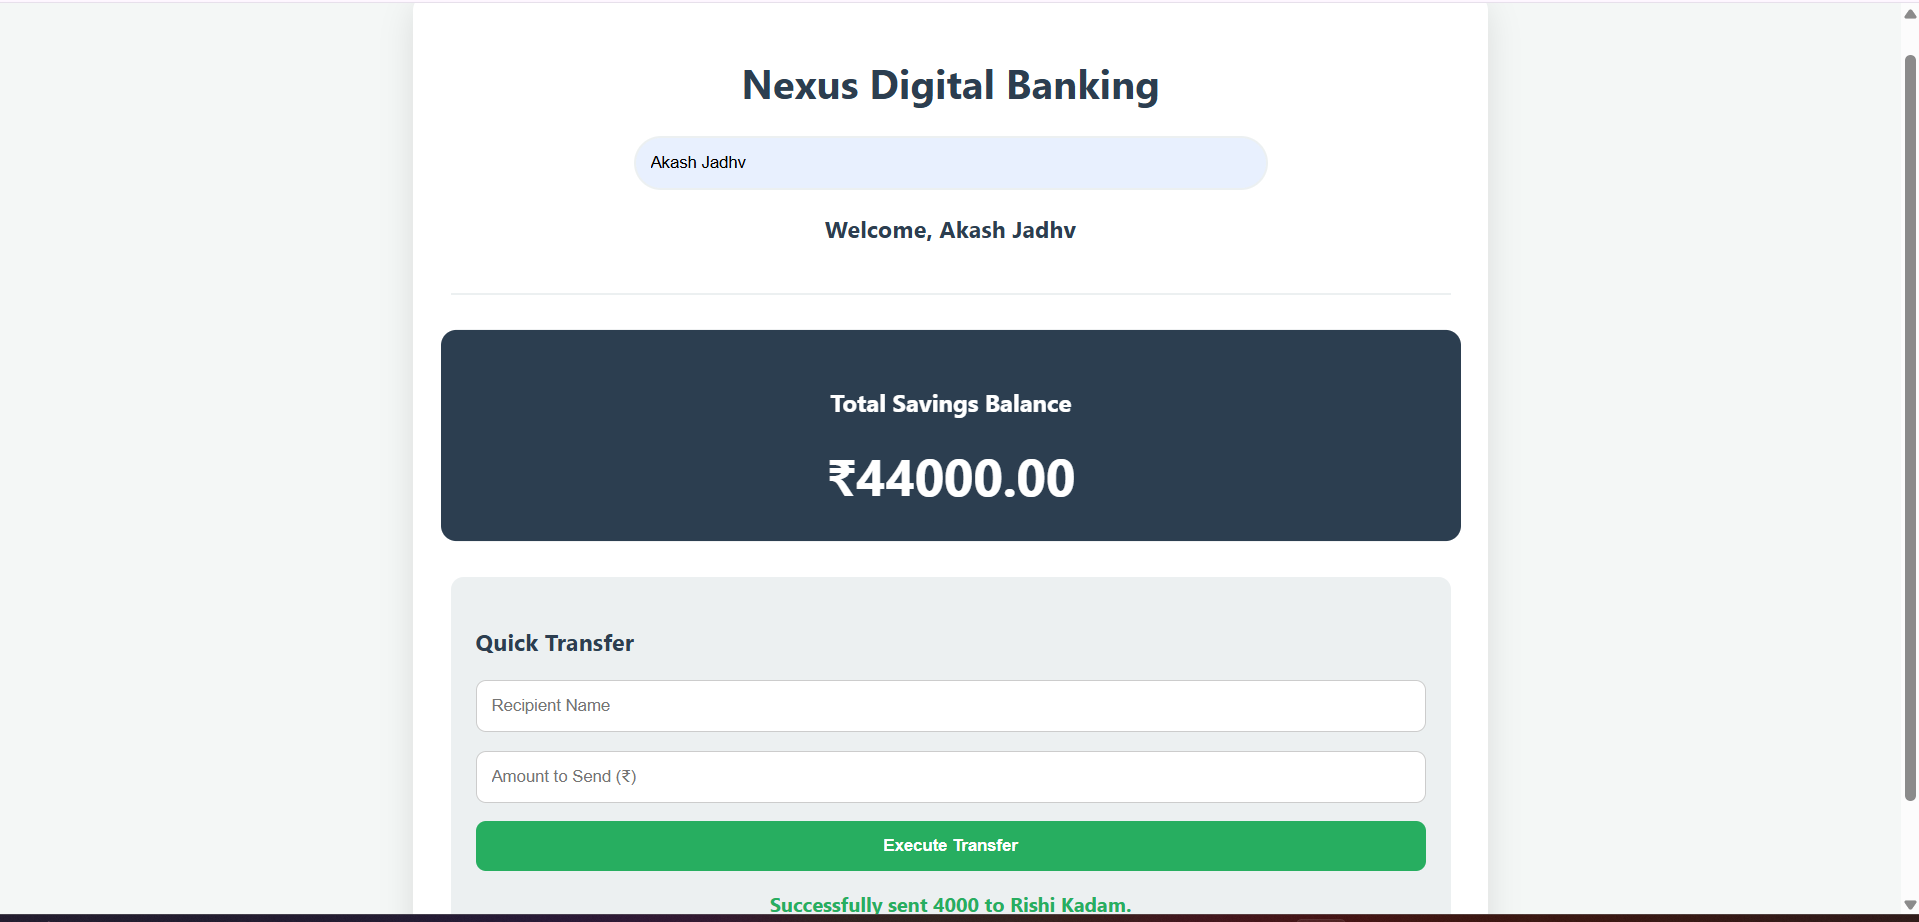 Nexus Digital Banking
Akash Jadhv
Welcome, Akash Jadhv
Total Savings Balance
₹44000.00
Quick Transfer
Recipient Name
Amount to Send (₹)
Execute Transfer
Successfully sent 4000 to Rishi Kadam.